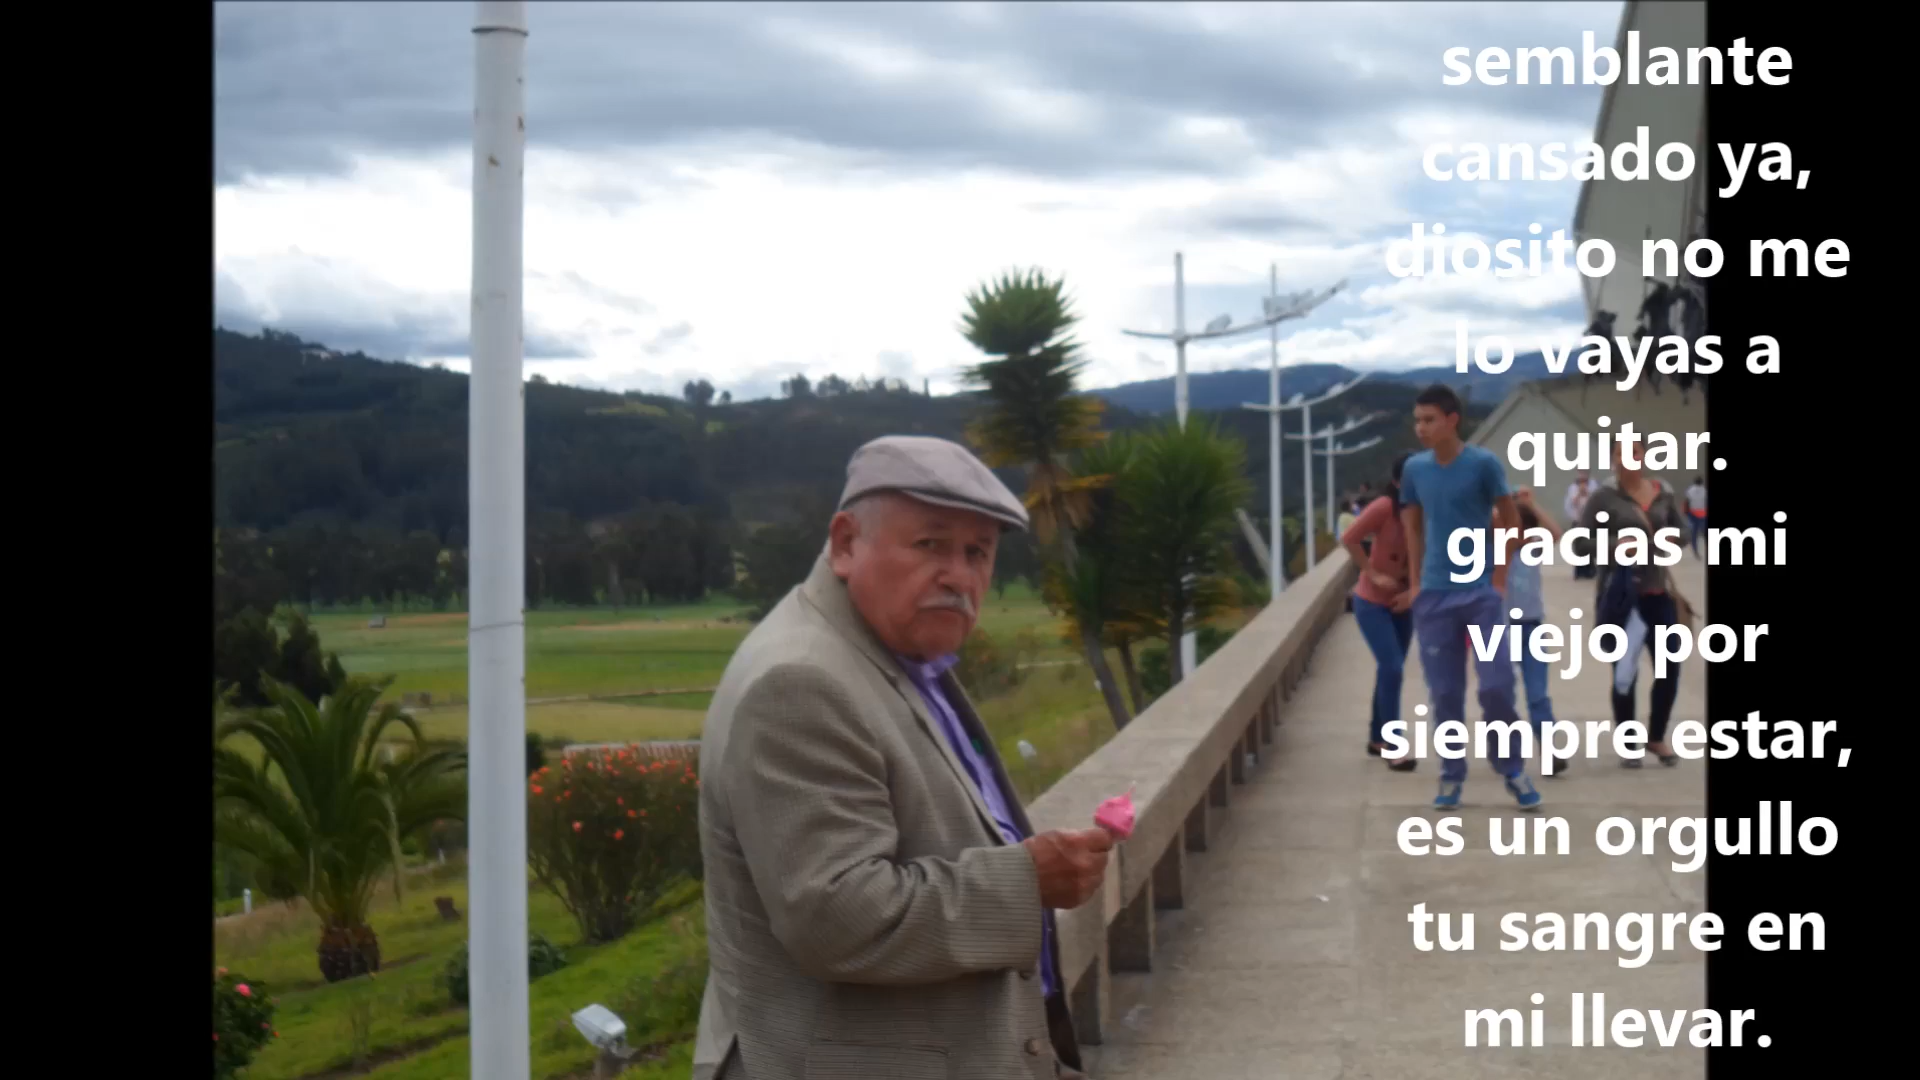 semblante
cansado ya,
diosito no me
lo vayas a
quitar.
gracias mi
viejo por
siempre estar,
es un orgullo
tu sangre en
mi llevar.